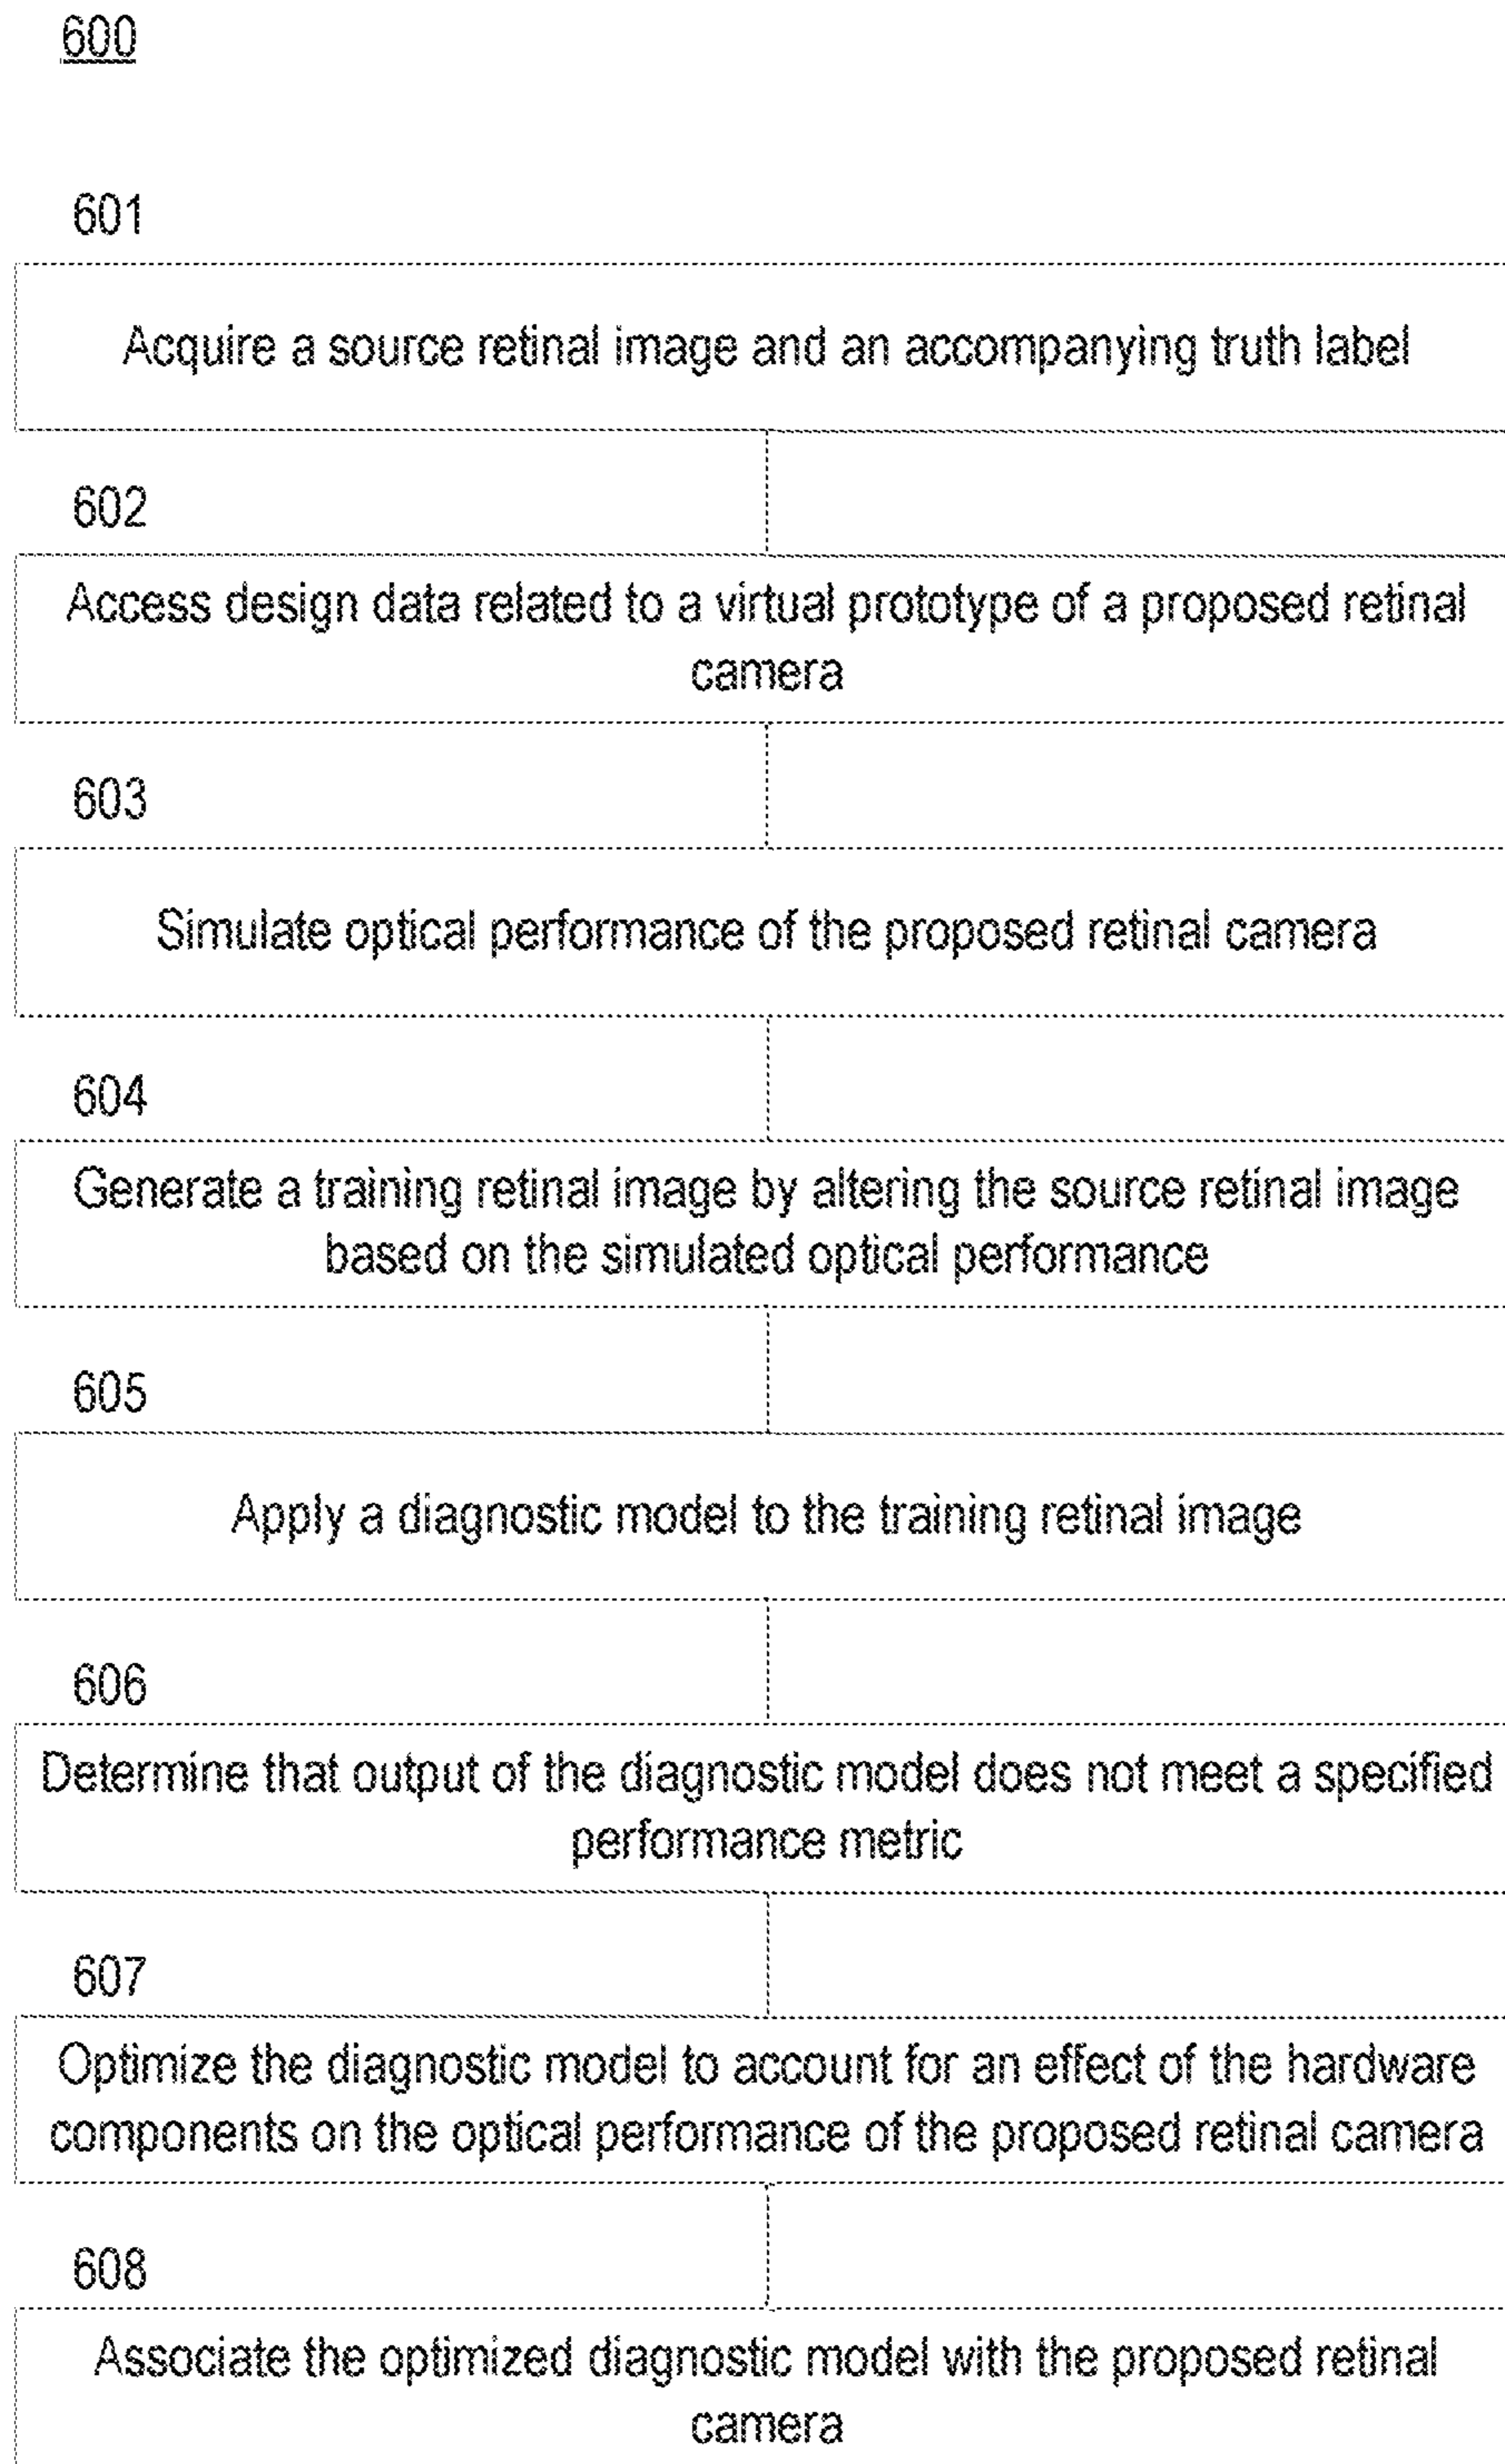 600
601
Acquire a source retinal image and an accompanying truth label
602
Access design data related to a virtual prototype of a proposed retinal
camera
603
Simulate optical performance of the proposed retinal camera
604
Generate a training retinal image by altering the source retinal image
based on the simulated optical performance
605
Apply a diagnostic model to the training retinal image
606
Determine that output of the diagnostic model does not meet a specified
performance metric
607
Optimize the diagnostic model to account for an effect of the hardware
components on the optical performance of the proposed retinal camera
608
Associate the optimized diagnostic model with the proposed retinal
camera